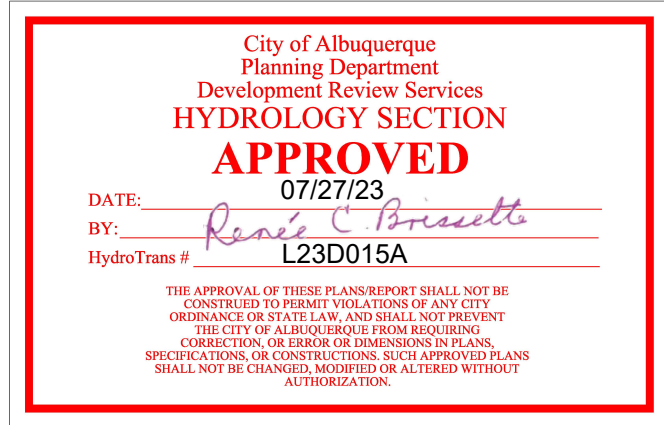 City of Albuquerque
Planning Department
Development Review Services
HYDROLOGY SECTION
APPROVED
DATE: 07/27/23
BY: Renée C. Brissette
HydroTrans # L23D015A
THE APPROVAL OF THESE PLANS/REPORT SHALL NOT BE
CONSTRUED TO PERMIT VIOLATIONS OF ANY CITY
ORDINANCE OR STATE LAW, AND SHALL NOT PREVENT
THE CITY OF ALBUQUERQUE FROM REQUIRING
CORRECTION, OR ERROR OR DIMENSIONS IN PLANS,
SPECIFICATIONS, OR CONSTRUCTIONS. SUCH APPROVED PLANS
SHALL NOT BE CHANGED, MODIFIED OR ALTERED WITHOUT
AUTHORIZATION.